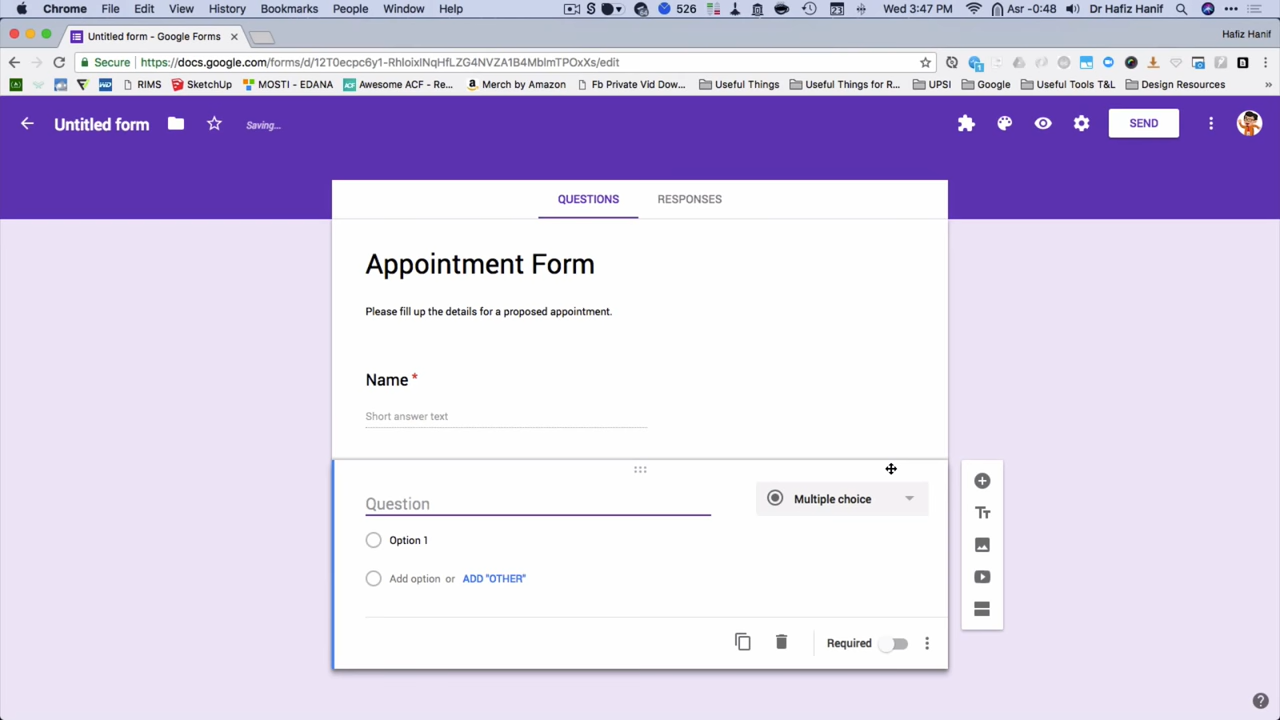 Chrome File Edit View History Bookmarks People Window Help 526 Asr -0:48 Wed 3:47 PM Dr Hafiz Hanif
Untitled form - Google Forms Hafiz Hanif
Secure https://docs.google.com/forms/d/12T0ecpc6y1-RhloixINqHfLZG4NVZA1B4MblmTPOxXs/edit
RIMS SketchUp MOSTI - EDANA Awesome ACF - Re... Merch by Amazon Fb Private Vid Dow... Useful Things Useful Things for R... UPSI Google Useful Tools T&L Design Resources »
Untitled form Saving... SEND
QUESTIONS RESPONSES
Appointment Form
Please fill up the details for a proposed appointment.
Name *
Short answer text
Question Multiple choice
Option 1
Add option or ADD "OTHER"
Required